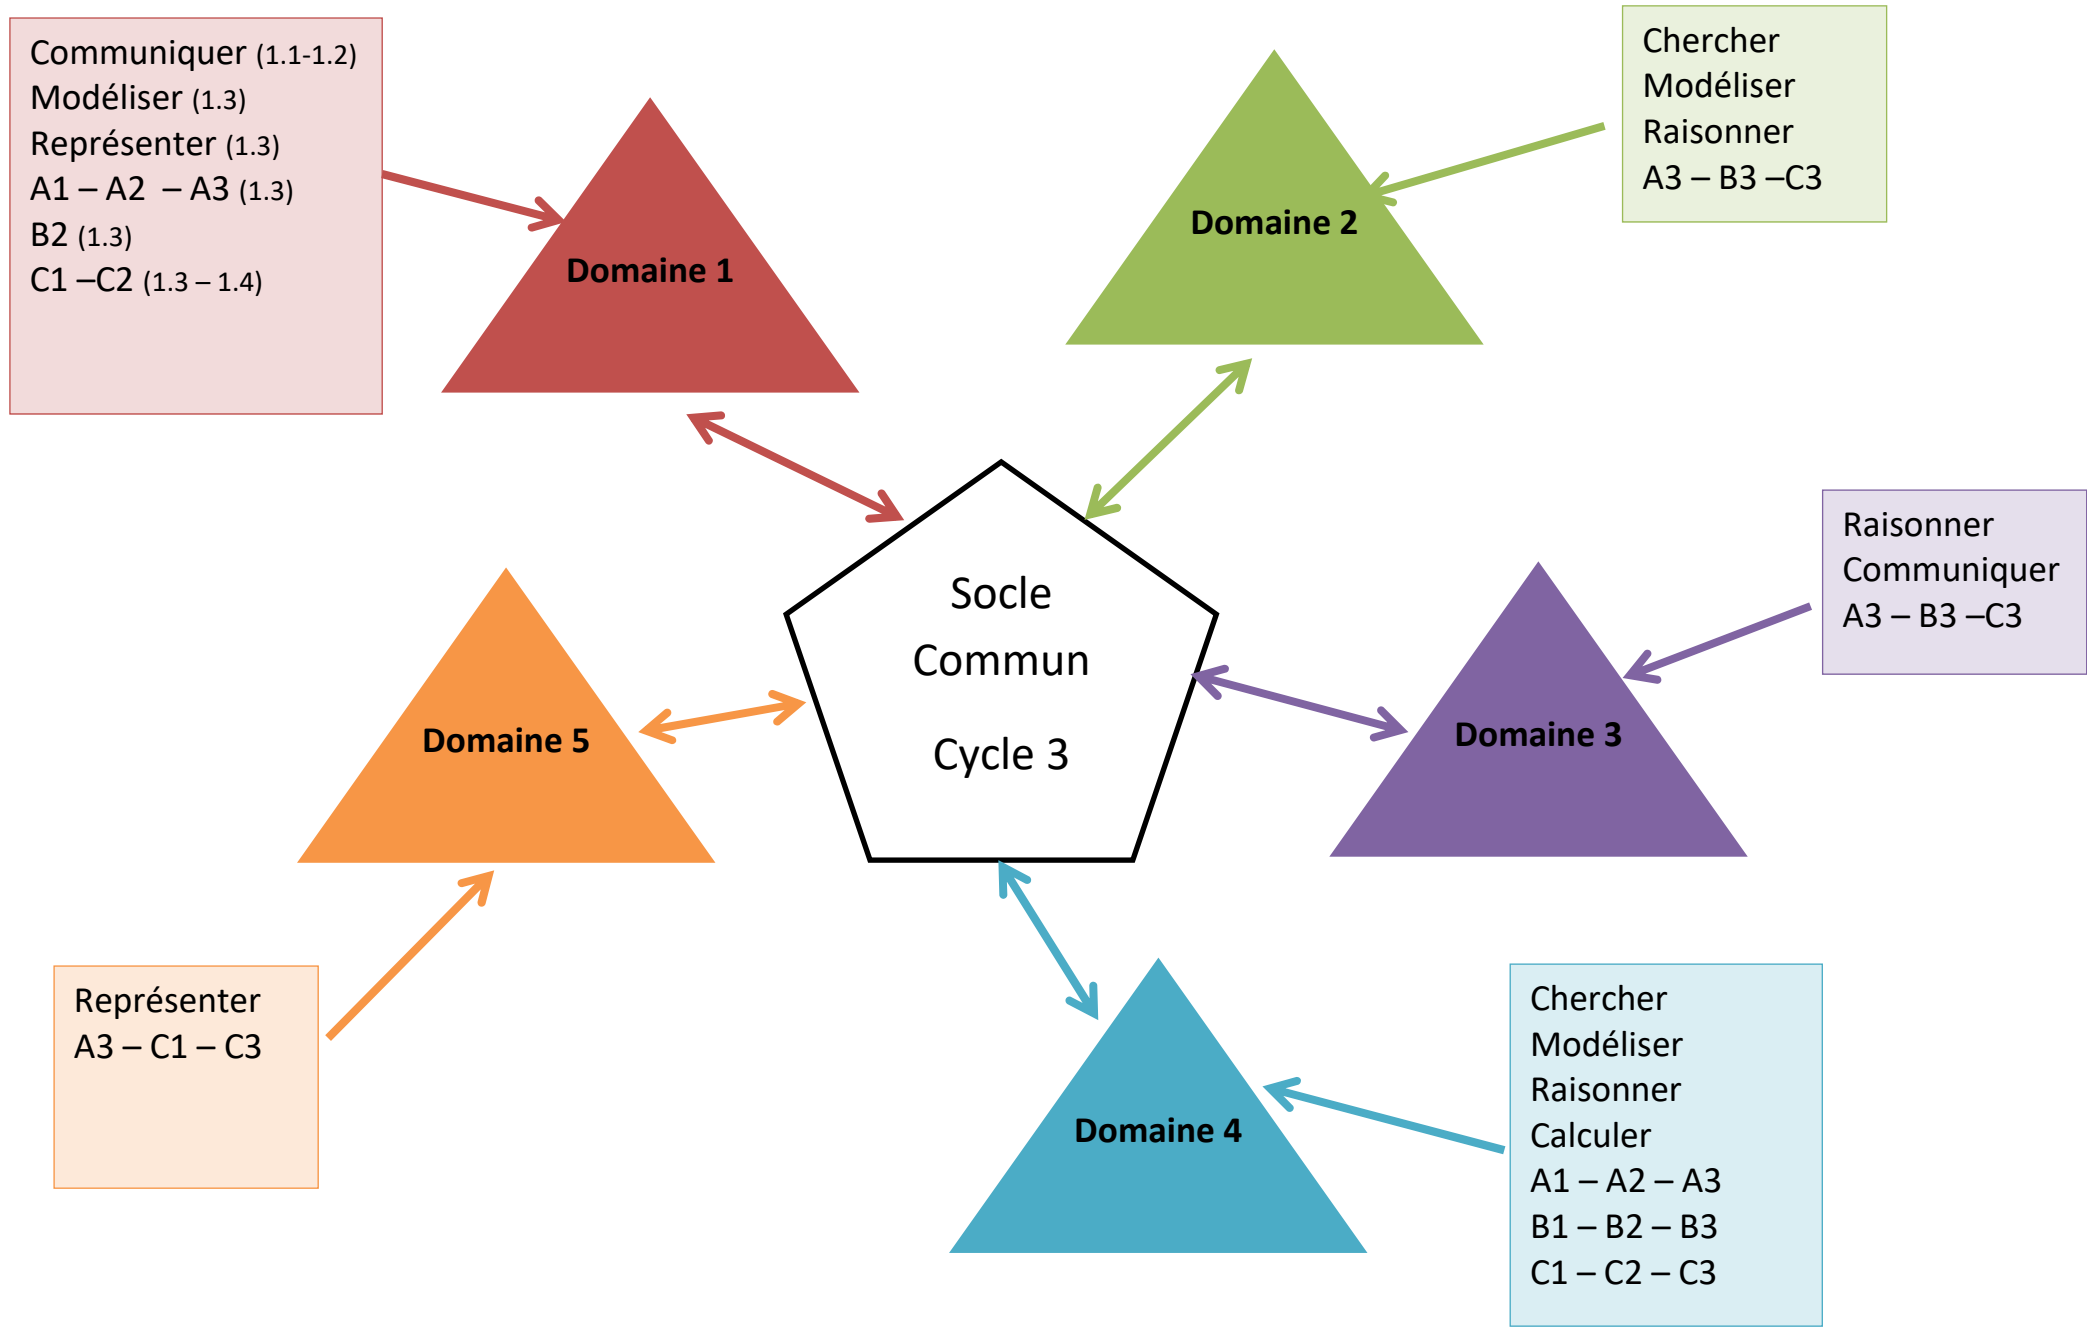 Communiquer (1.1-1.2)
Modéliser (1.3)
Représenter (1.3)
A1 – A2 – A3 (1.3)
B2 (1.3)
C1 –C2 (1.3 – 1.4)
Domaine 1
Chercher
Modéliser
Raisonner
A3 – B3 –C3
Domaine 2
Socle
Commun
Cycle 3
Raisonner
Communiquer
A3 – B3 –C3
Domaine 3
Domaine 5
Représenter
A3 – C1 – C3
Domaine 4
Chercher
Modéliser
Raisonner
Calculer
A1 – A2 – A3
B1 – B2 – B3
C1 – C2 – C3